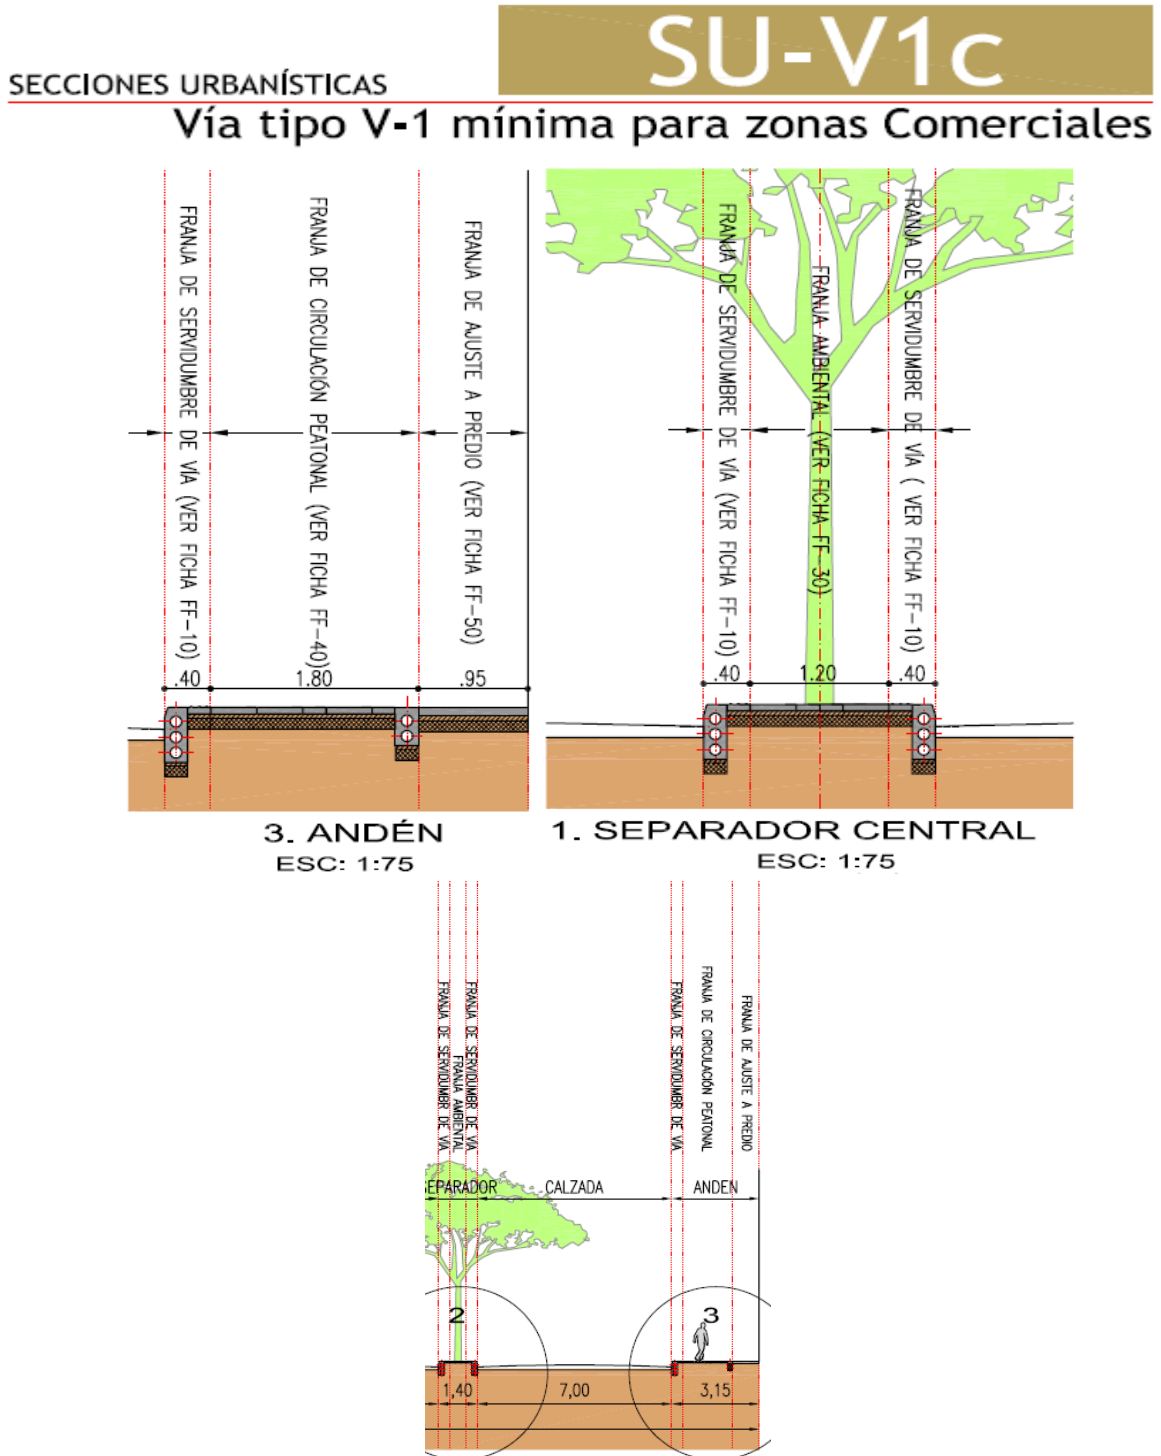 SU-V1c
SECCIONES URBANÍSTICAS
Vía tipo V-1 mínima para zonas Comerciales
FRANJA DE SERVIDUMBRE DE VÍA (VER FICHA FF-10)
FRANJA DE CIRCULACIÓN PEATONAL (VER FICHA FF-40)
FRANJA DE AJUSTE A PREDIO (VER FICHA FF-50)
.40
1.80
.95
3. ANDÉN
ESC: 1:75
FRANJA DE SERVIDUMBRE DE VÍA (VER FICHA FF-10)
FRANJA AMBIENTAL (VER FICHA FF-30)
FRANJA DE SERVIDUMBRE DE VÍA ( VER FICHA FF-10)
.40
1.20
.40
1. SEPARADOR CENTRAL
ESC: 1:75
FRANJA DE SERVIDUMBR DE VÍA
FRANJA AMBIENTAL
FRANJA DE SERVIDUMBR DE VÍA
FRANJA DE SERVIDUMBR DE VÍA
FRANJA DE CIRCULACIÓN PEATONAL
FRANJA DE AJUSTE A PREDIO
EPARADOR
CALZADA
ANDEN
2
3
1,40
7,00
3,15